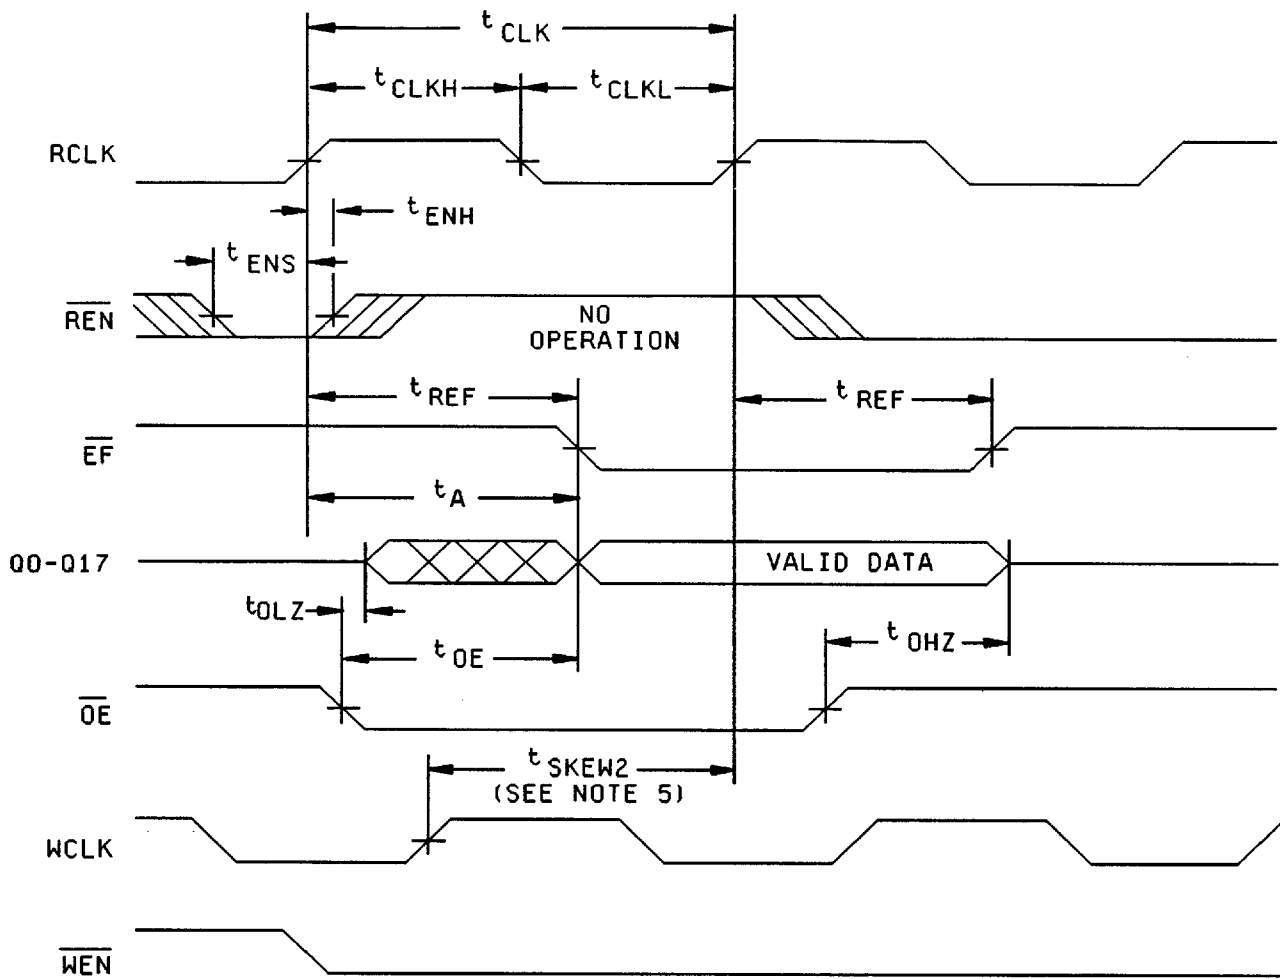 tCLK
tCLKH
tCLKL
RCLK
tENH
tENS
REN
NO
OPERATION
tREF
tREF
EF
tA
Q0-Q17
VALID DATA
tOLZ
tOE
tOHZ
OE
tSKEW2
(SEE NOTE 5)
WCLK
WEN